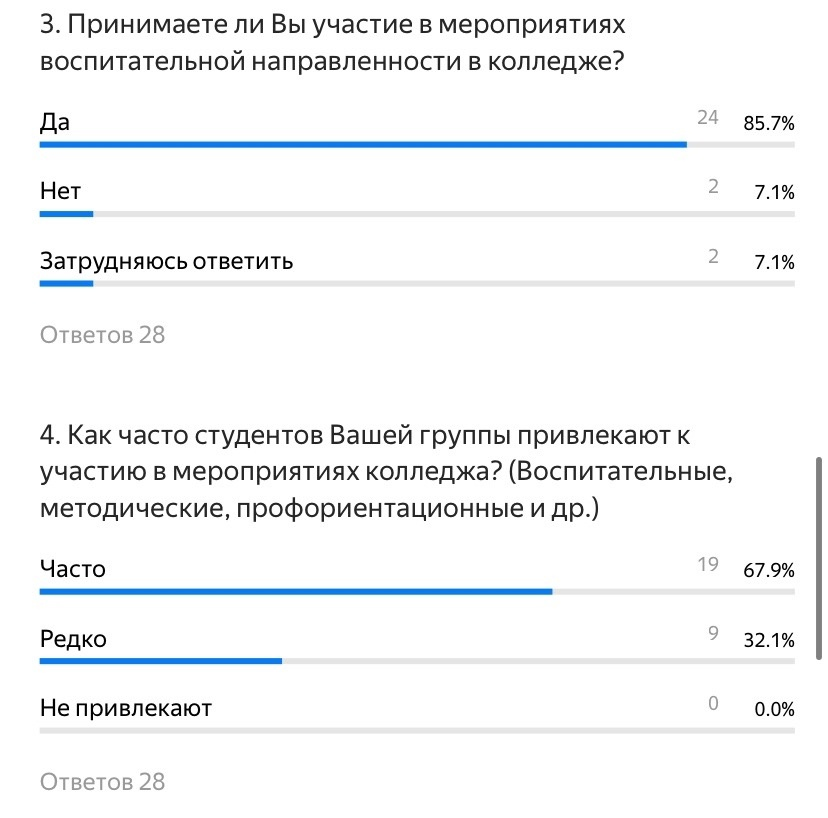 3. Принимаете ли Вы участие в мероприятиях
воспитательной направленности в колледже?
Да 24 85.7%
Нет 2 7.1%
Затрудняюсь ответить 2 7.1%
Ответов 28
4. Как часто студентов Вашей группы привлекают к
участию в мероприятиях колледжа? (Воспитательные,
методические, профориентационные и др.)
Часто 19 67.9%
Редко 9 32.1%
Не привлекают 0 0.0%
Ответов 28